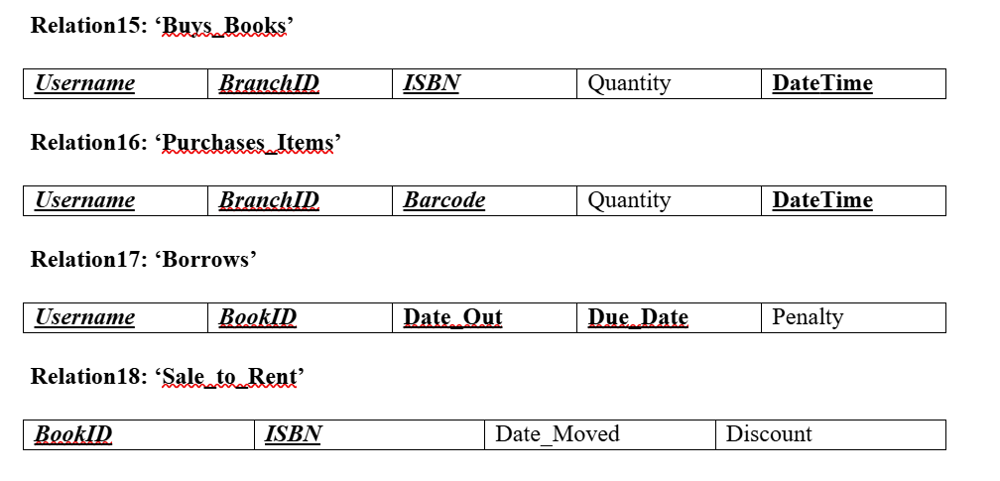 Relation15: ‘Buys_Books’
Username BranchID ISBN Quantity DateTime
Relation16: ‘Purchases_Items’
Username BranchID Barcode Quantity DateTime
Relation17: ‘Borrows’
Username BookID Date_Out Due_Date Penalty
Relation18: ‘Sale_to_Rent’
BookID ISBN Date_Moved Discount